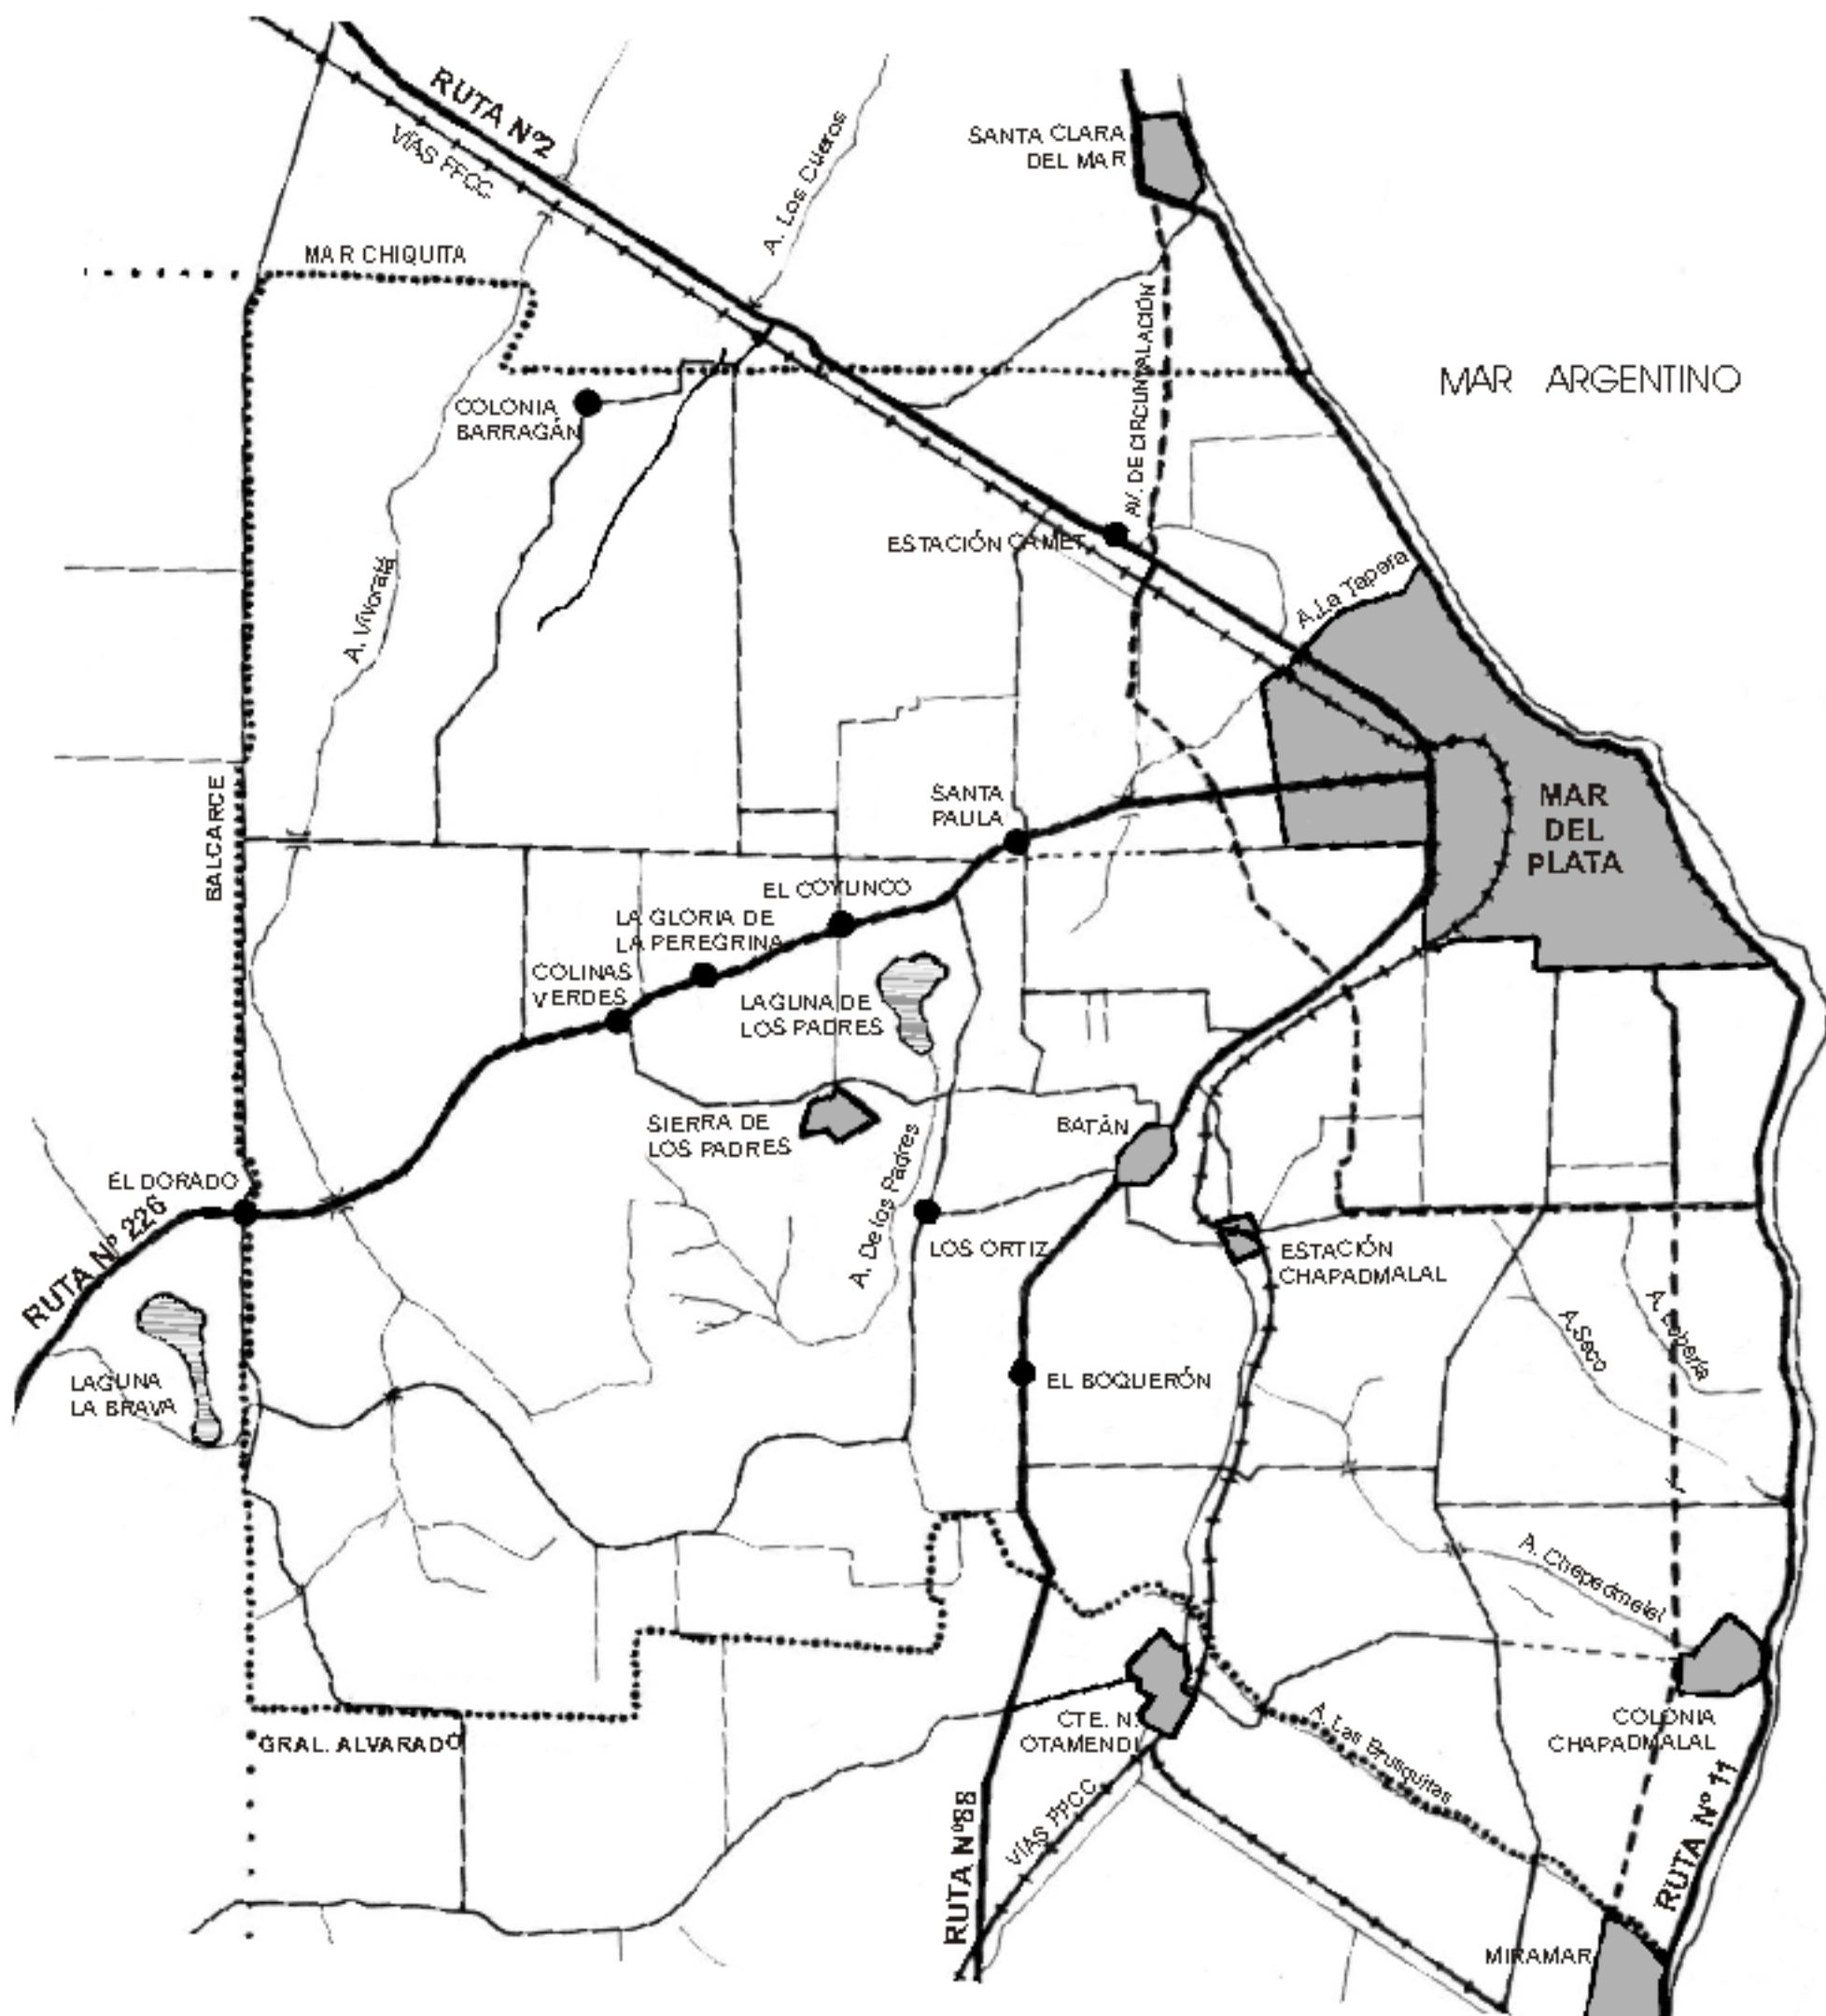 RUTA Nº2
VÍAS FFCC
A. Los Cueros
SANTA CLARA
DEL MAR
MAR CHIQUITA
AV. DE CIRCUNVALACIÓN
MAR ARGENTINO
COLONIA
BARRAGÁN
ESTACIÓN CAMET
A. La Tapera
A. Vivoratá
BALCARCE
SANTA
PAULA
MAR
DEL
PLATA
EL COYUNCO
LA GLORIA DE
LA PEREGRINA
COLINAS
VERDES
LAGUNA DE
LOS PADRES
SIERRA DE
LOS PADRES
BATÁN
A. De los Padres
EL DORADO
RUTA Nº 226
LOS ORTIZ
ESTACIÓN
CHAPADMALAL
A. Seco
A. Lobería
LAGUNA
LA BRAVA
EL BOQUERÓN
A. Chapadmalal
CTE. N.
OTAMENDI
COLONIA
CHAPADMALAL
A. Las Brusquitas
GRAL. ALVARADO
VÍAS FFCC
RUTA Nº88
RUTA Nº 11
MIRAMAR